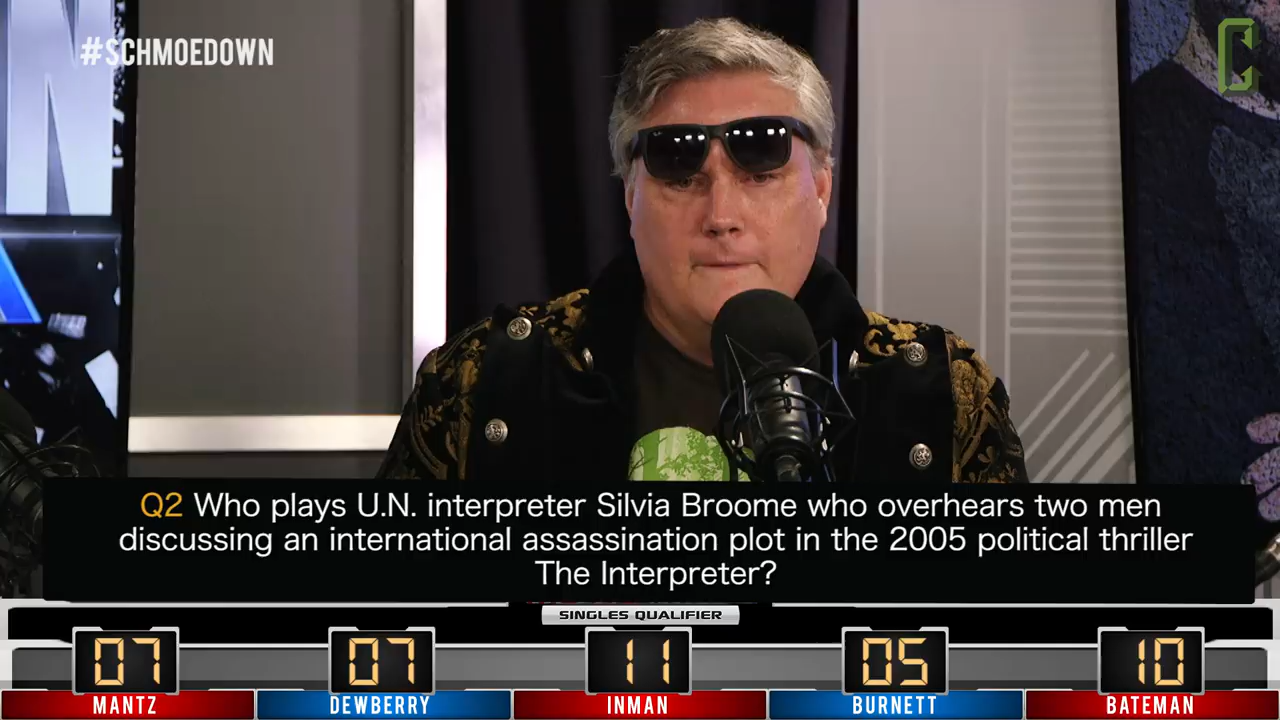 #SCHMOEDOWN
Q2 Who plays U.N. interpreter Silvia Broome who overhears two men
discussing an international assassination plot in the 2005 political thriller
The Interpreter?
SINGLES QUALIFIER
07 07 11 05 10
MANTZ DEWBERRY INMAN BURNETT BATEMAN